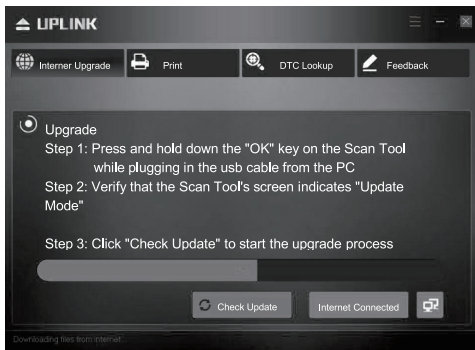 UPLINK
Interner Upgrade
Print
DTC Lookup
Feedback
Upgrade
Step 1: Press and hold down the "OK" key on the Scan Tool
while plugging in the usb cable from the PC
Step 2: Verify that the Scan Tool's screen indicates "Update
Mode"
Step 3: Click "Check Update" to start the upgrade process
Check Update
Internet Connected
Downloading files from internet...